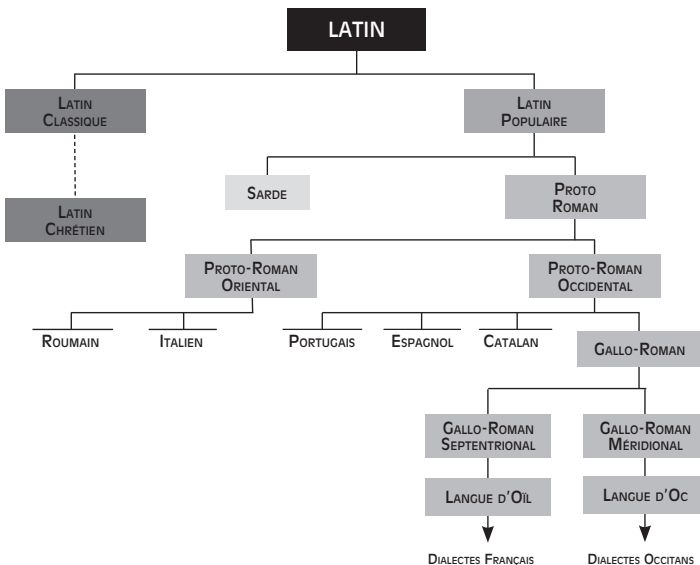 LATIN
LATIN
CLASSIQUE
LATIN
POPULAIRE
SARDE
PROTO
ROMAN
LATIN
CHRÉTIEN
PROTO-ROMAN
ORIENTAL
PROTO-ROMAN
OCCIDENTAL
ROUMAIN
ITALIEN
PORTUGAIS
ESPAGNOL
CATALAN
GALLO-ROMAN
GALLO-ROMAN
SEPTENTRIONAL
GALLO-ROMAN
MÉRIDIONAL
LANGUE D'OÏL
LANGUE D'OC
DIALECTES FRANÇAIS
DIALECTES OCCITANS